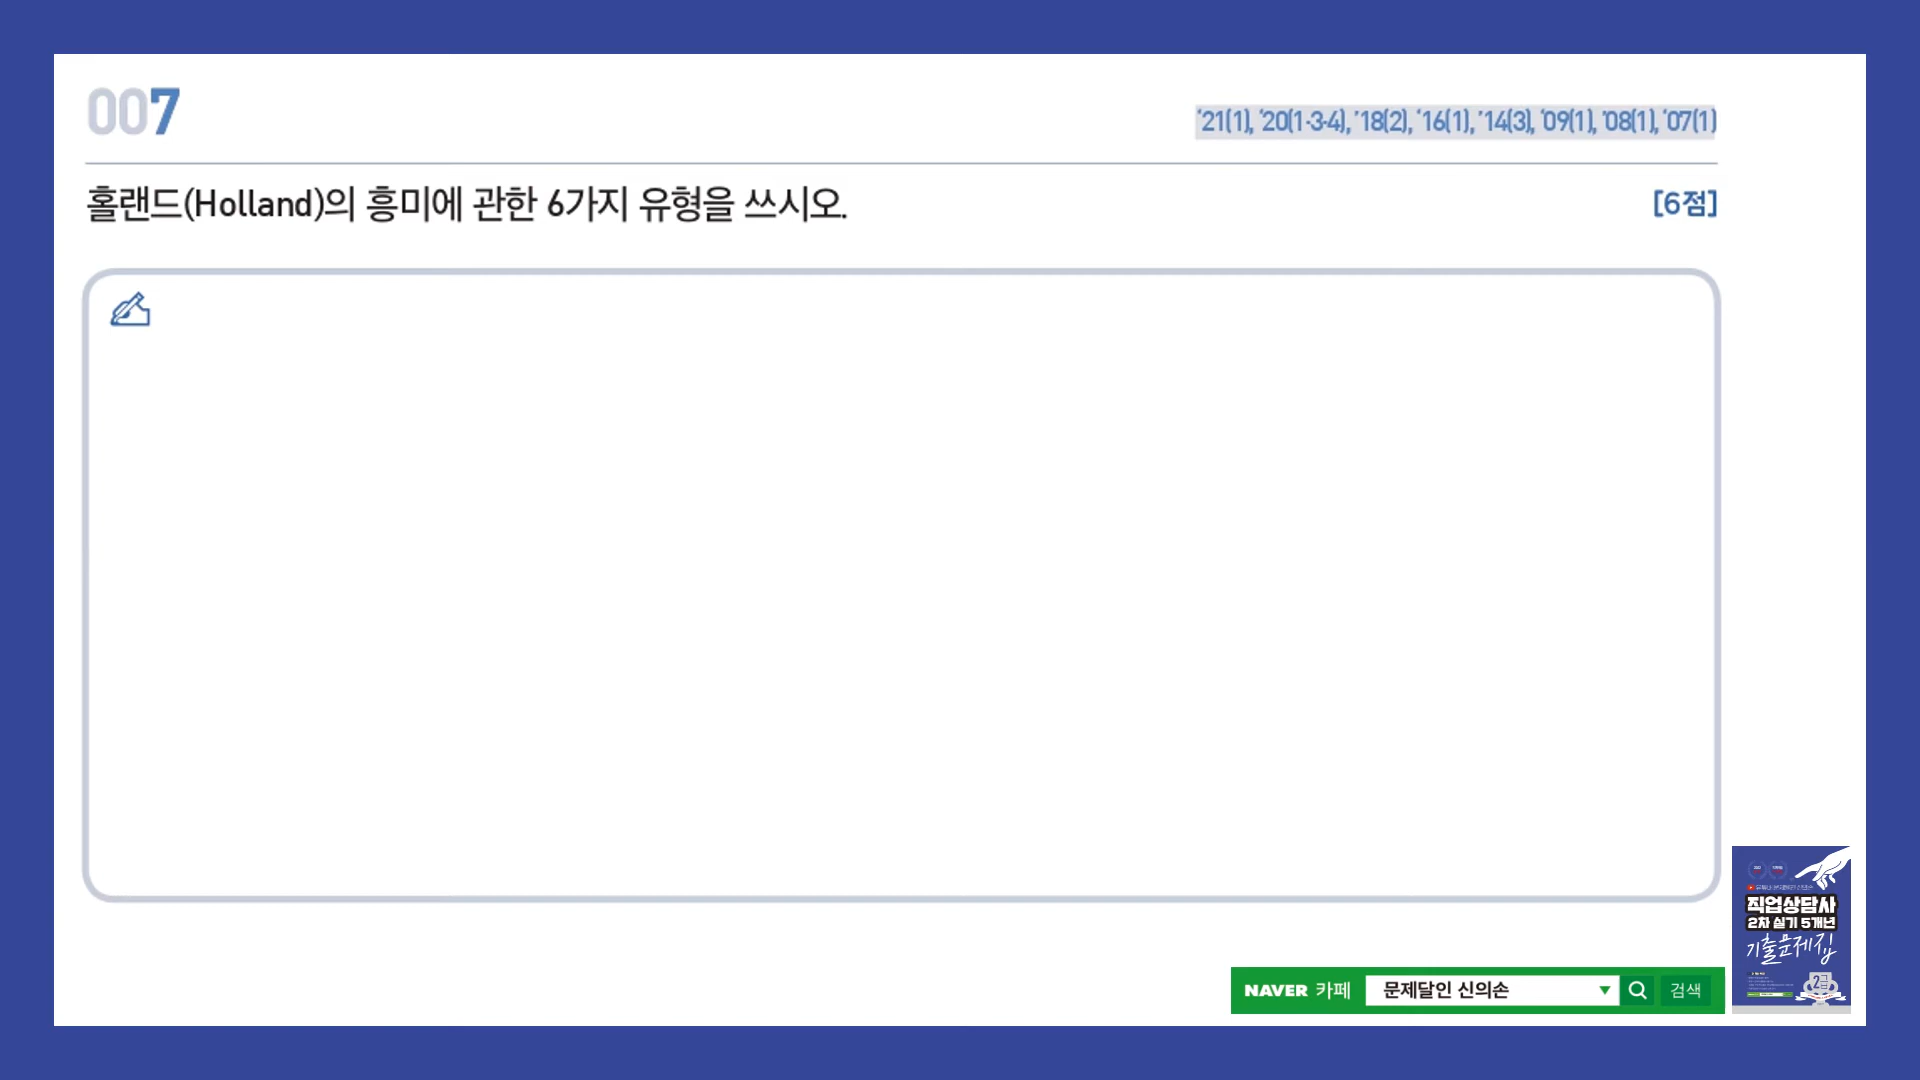 007
'21(1), '20(1·3·4), '18(2), '16(1), '14(3), '09(1), '08(1), '07(1)
홀랜드(Holland)의 흥미에 관한 6가지 유형을 쓰시오.
[6점]
직업상담사
2차 실기 5개년
기출문제집
2급
NAVER 카페 문제달인 신의손 검색